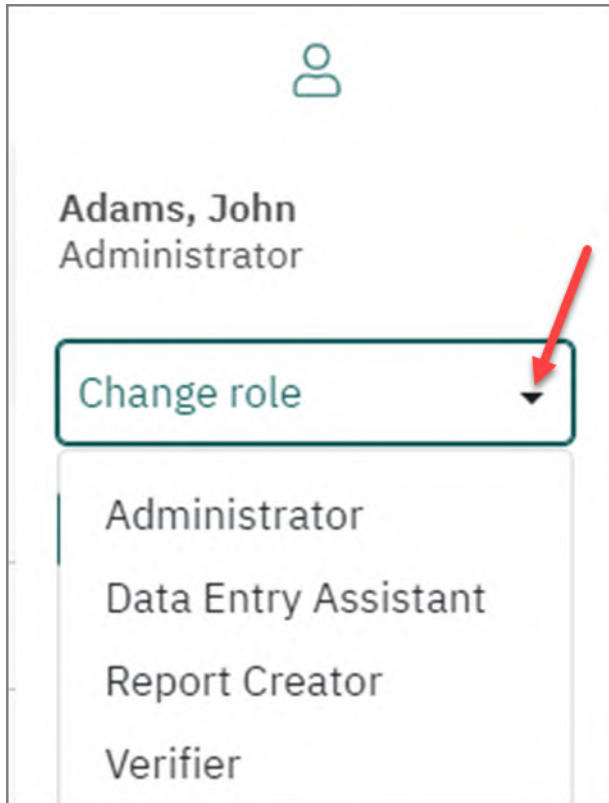 Adams, John
Administrator
Change role
Administrator
Data Entry Assistant
Report Creator
Verifier